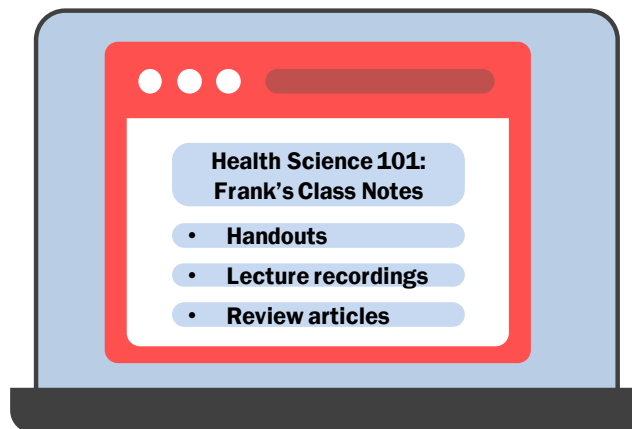 Health Science 101:
Frank’s Class Notes
• Handouts
• Lecture recordings
• Review articles